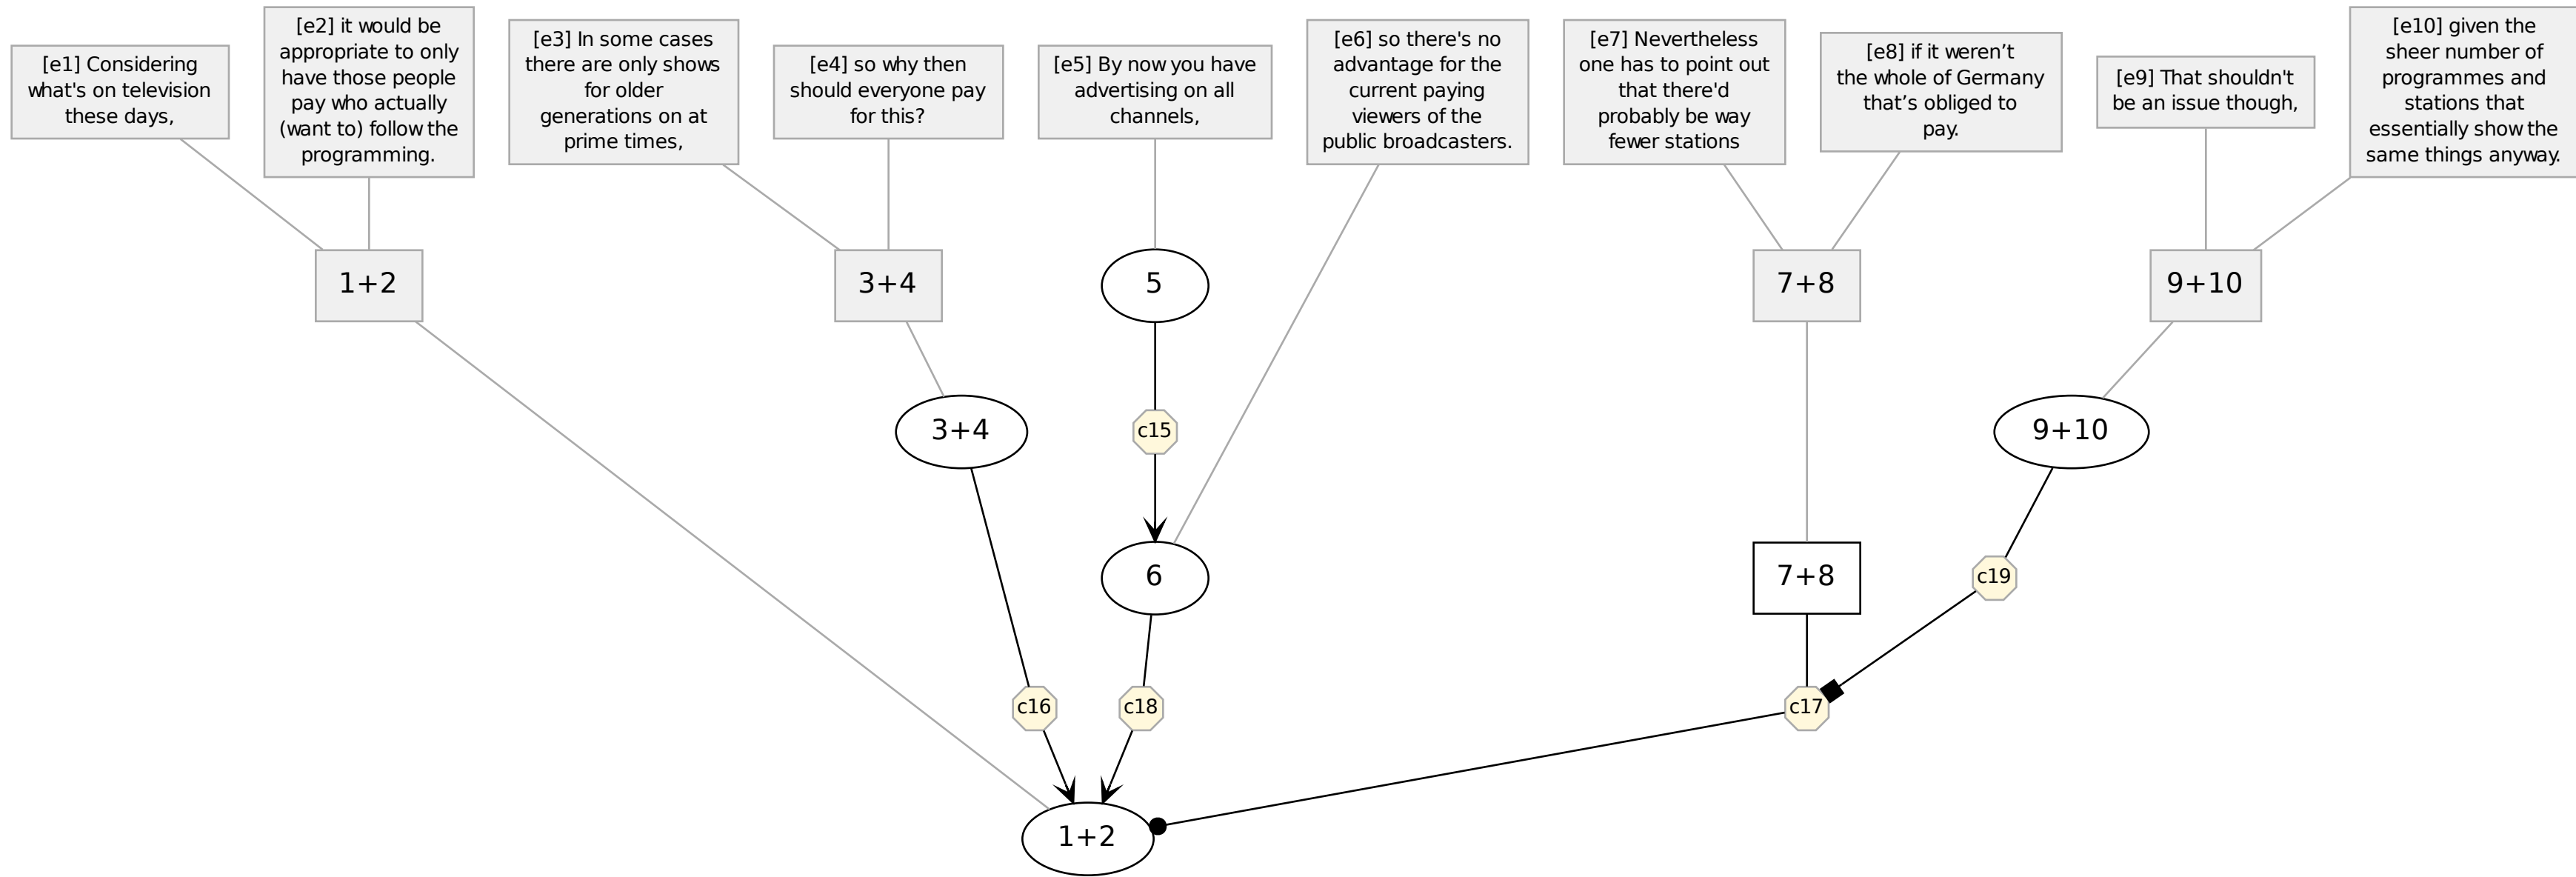 [e1] Considering
what's on television
these days,
[e2] it would be
appropriate to only
have those people
pay who actually
(want to) follow the
programming.
[e3] In some cases
there are only shows
for older
generations on at
prime times,
[e4] so why then
should everyone pay
for this?
[e5] By now you have
advertising on all
channels,
[e6] so there's no
advantage for the
current paying
viewers of the
public broadcasters.
[e7] Nevertheless
one has to point out
that there'd
probably be way
fewer stations
[e8] if it weren’t
the whole of Germany
that’s obliged to
pay.
[e9] That shouldn't
be an issue though,
[e10] given the
sheer number of
programmes and
stations that
essentially show the
same things anyway.
1+2
3+4
5
7+8
9+10
3+4
c15
9+10
6
7+8
c19
c16
c18
c17
1+2